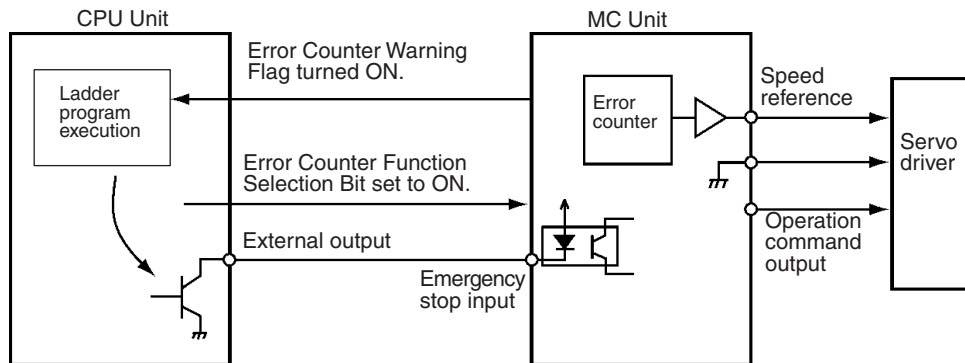 CPU Unit
MC Unit
Error Counter Warning
Flag turned ON.
Ladder
program
execution
Error
counter
Speed
reference
Servo
driver
Error Counter Function
Selection Bit set to ON.
External output
Emergency
stop input
Operation
command
output